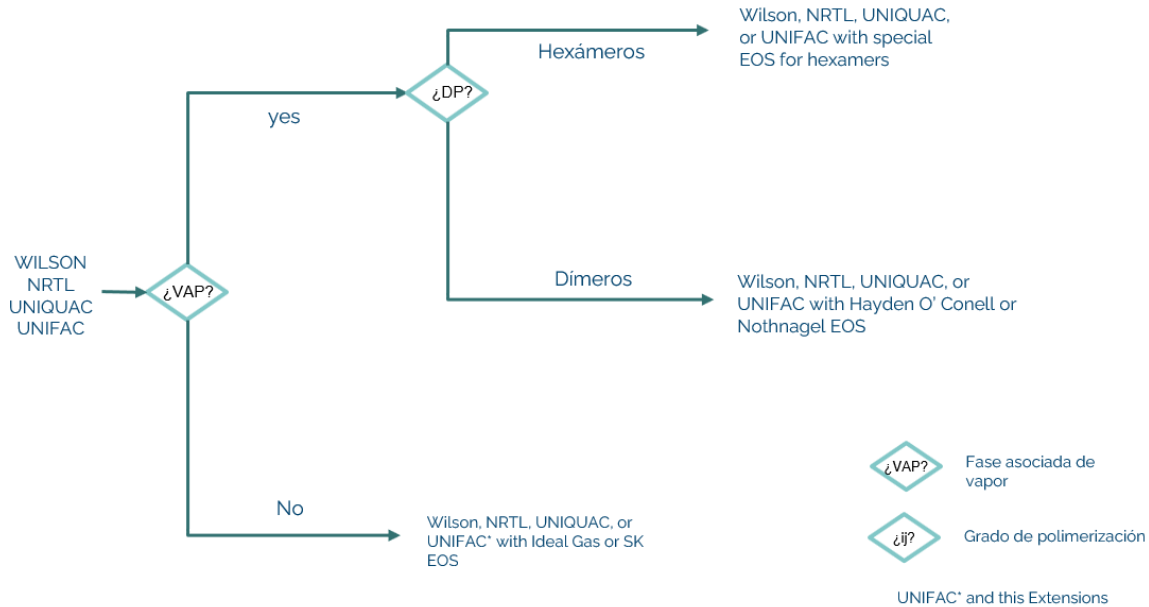 Wilson, NRTL, UNIQUAC,
or UNIFAC with special
EOS for hexamers
Hexámeros
¿DP?
yes
WILSON
NRTL
UNIQUAC
UNIFAC
¿VAP?
Dímeros
Wilson, NRTL, UNIQUAC, or
UNIFAC with Hayden O' Conell or
Nothnagel EOS
No
Wilson, NRTL, UNIQUAC, or
UNIFAC* with Ideal Gas or SK
EOS
¿VAP?
Fase asociada de
vapor
¿ij?
Grado de polimerización
UNIFAC* and this Extensions